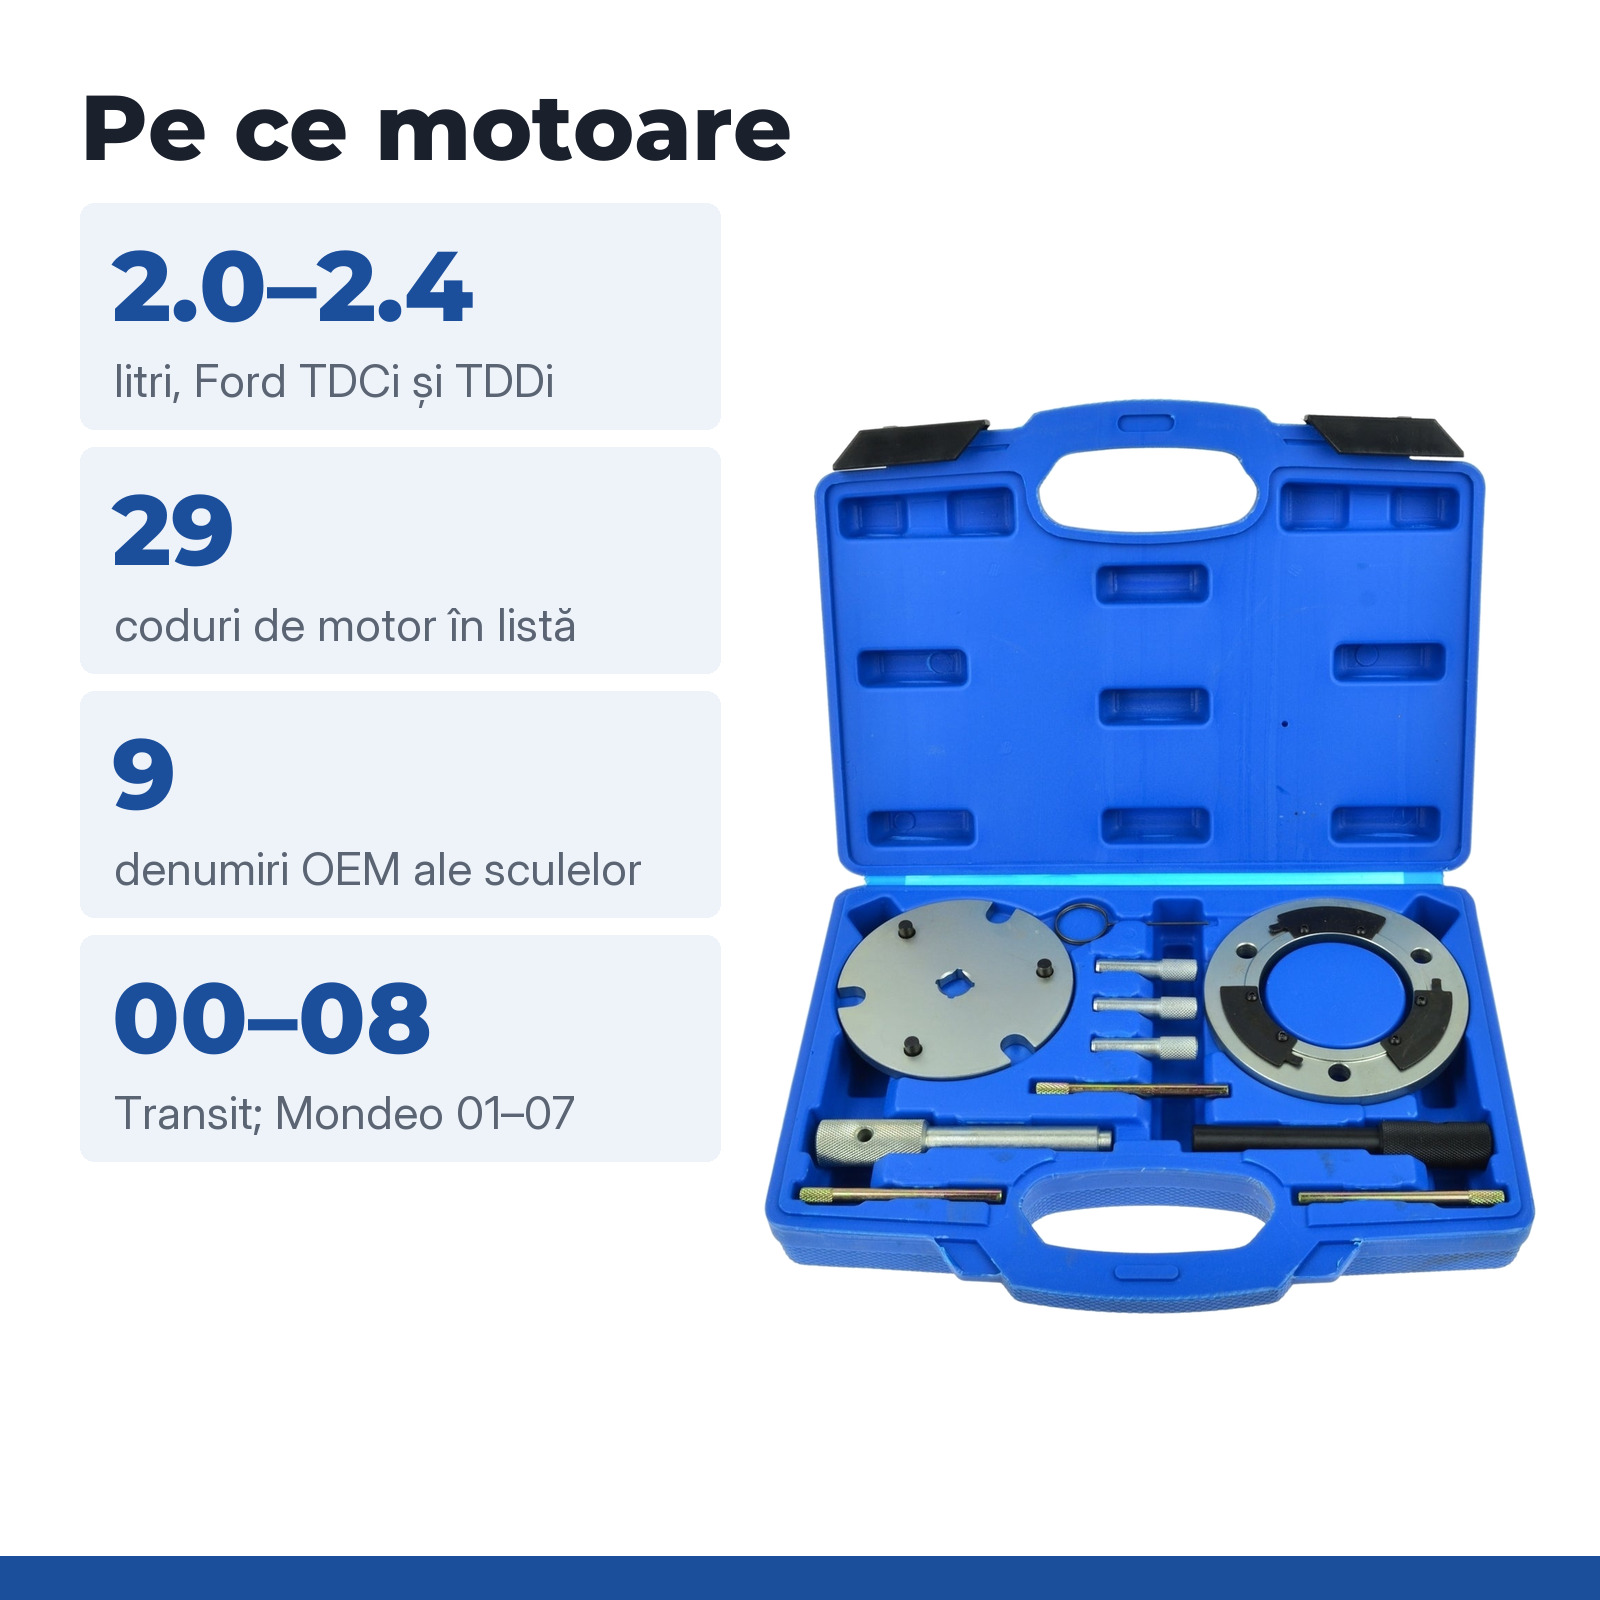 Pe ce motoare
2.0–2.4
litri, Ford TDCi și TDDi
29
coduri de motor în listă
9
denumiri OEM ale sculelor
00–08
Transit; Mondeo 01–07